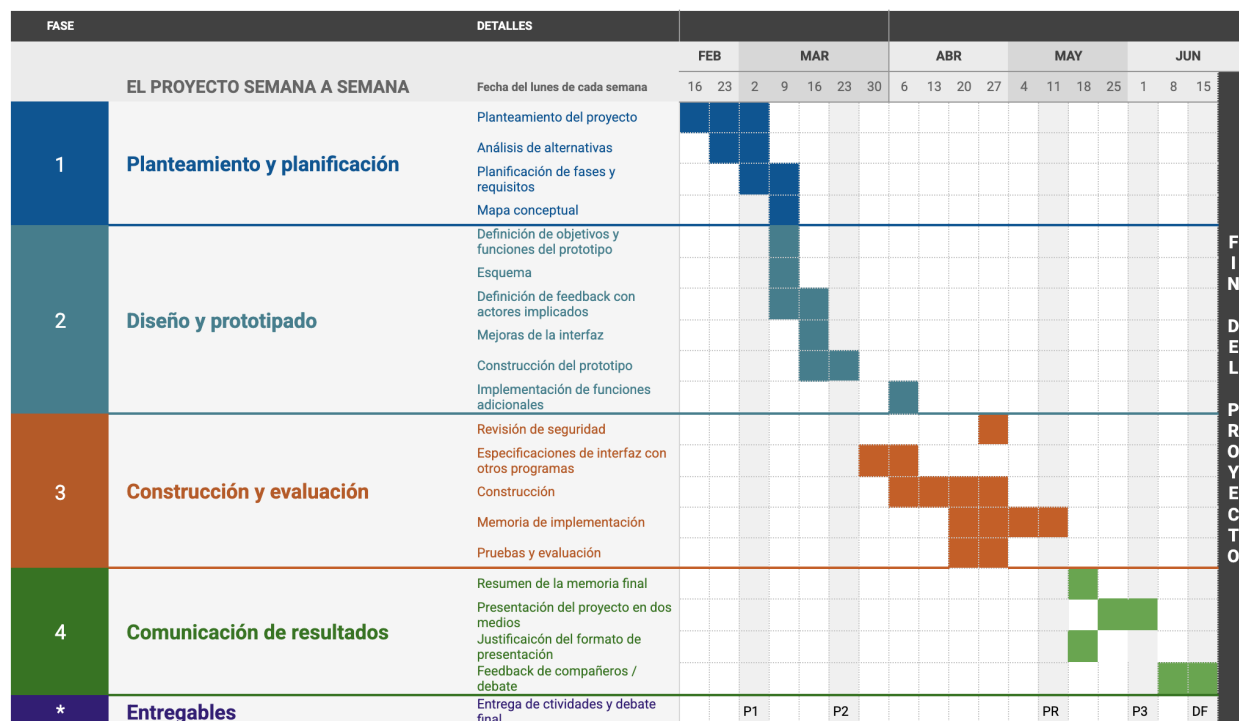 FASE DETALLES
FEB MAR ABR MAY JUN
EL PROYECTO SEMANA A SEMANA Fecha del lunes de cada semana 16 23 2 9 16 23 30 6 13 20 27 4 11 18 25 1 8 15
1 Planteamiento y planificación
Planteamiento del proyecto
Análisis de alternativas
Planificación de fases y
requisitos
Mapa conceptual
2 Diseño y prototipado
Definición de objetivos y
funciones del prototipo
Esquema
Definición de feedback con
actores implicados
Mejoras de la interfaz
Construcción del prototipo
Implementación de funciones
adicionales
3 Construcción y evaluación
Revisión de seguridad
Especificaciones de interfaz con
otros programas
Construcción
Memoria de implementación
Pruebas y evaluación
4 Comunicación de resultados
Resumen de la memoria final
Presentación del proyecto en dos
medios
Justificaicón del formato de
presentación
Feedback de compañeros /
debate
* Entregables
Entrega de ctividades y debate
final
P1 P2 PR P3 DF
FIN DEL PROYECTO